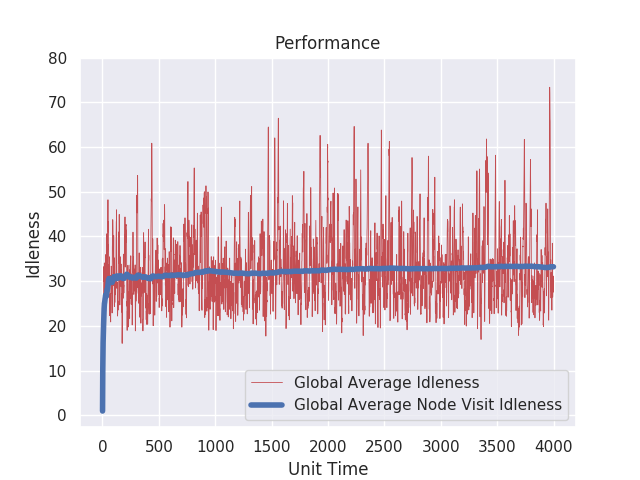 Performance
80
70
60
50
40
30
20
10
0
Idleness
Global Average Idleness
Global Average Node Visit Idleness
0 500 1000 1500 2000 2500 3000 3500 4000
Unit Time